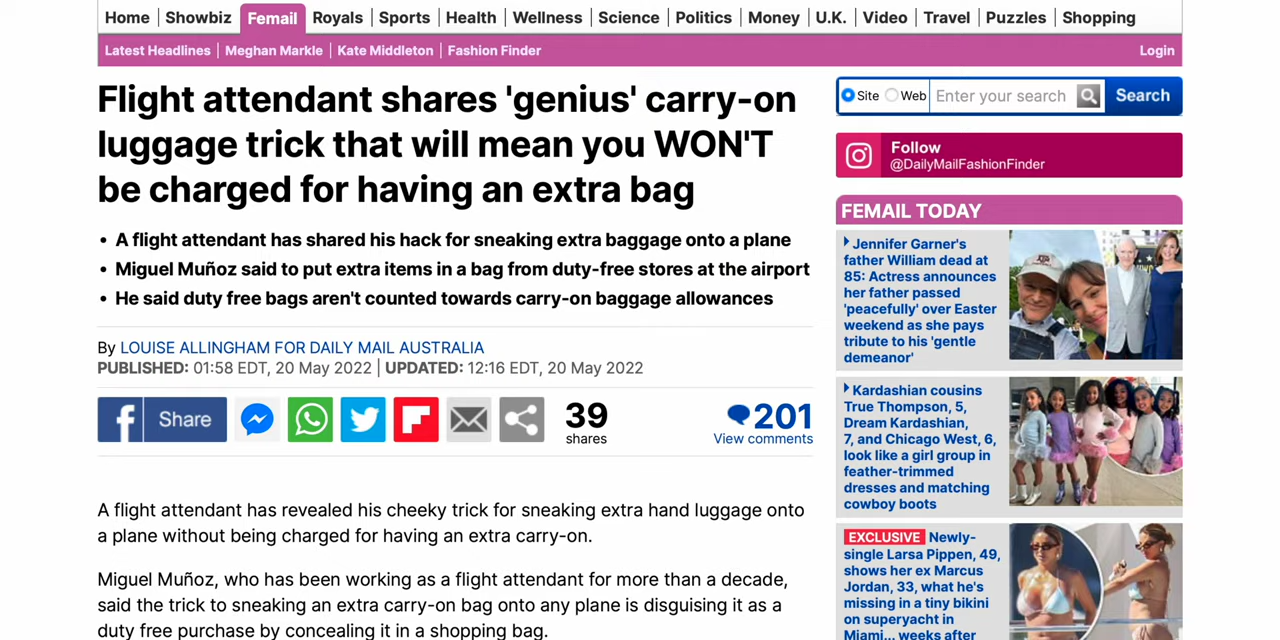 Home Showbiz Femail Royals Sports Health Wellness Science Politics Money U.K. Video Travel Puzzles Shopping
Latest Headlines Meghan Markle Kate Middleton Fashion Finder Login
Flight attendant shares 'genius' carry-on
luggage trick that will mean you WON'T
be charged for having an extra bag
• A flight attendant has shared his hack for sneaking extra baggage onto a plane
• Miguel Muñoz said to put extra items in a bag from duty-free stores at the airport
• He said duty free bags aren't counted towards carry-on baggage allowances
By LOUISE ALLINGHAM FOR DAILY MAIL AUSTRALIA
PUBLISHED: 01:58 EDT, 20 May 2022 | UPDATED: 12:16 EDT, 20 May 2022
Share
39
shares
201
View comments
A flight attendant has revealed his cheeky trick for sneaking extra hand luggage onto
a plane without being charged for having an extra carry-on.
Miguel Muñoz, who has been working as a flight attendant for more than a decade,
said the trick to sneaking an extra carry-on bag onto any plane is disguising it as a
duty free purchase by concealing it in a shopping bag.
Site Web Enter your search Search
Follow
@DailyMailFashionFinder
FEMAIL TODAY
Jennifer Garner's
father William dead at
85: Actress announces
her father passed
'peacefully' over Easter
weekend as she pays
tribute to his 'gentle
demeanor'
Kardashian cousins
True Thompson, 5,
Dream Kardashian,
7, and Chicago West, 6,
look like a girl group in
feather-trimmed
dresses and matching
cowboy boots
EXCLUSIVE Newly-
single Larsa Pippen, 49,
shows her ex Marcus
Jordan, 33, what he's
missing in a tiny bikini
on superyacht in
Miami... weeks after